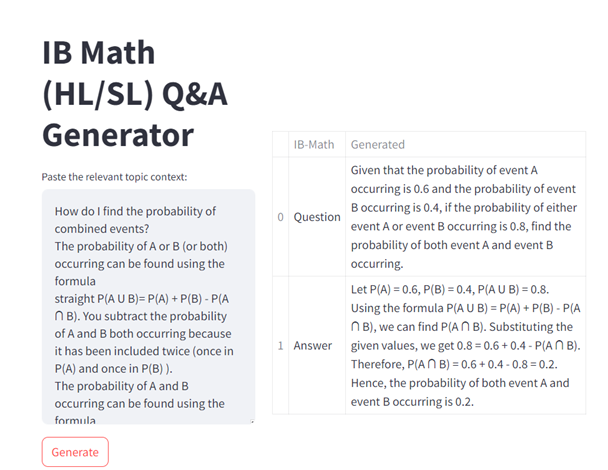 IB Math
(HL/SL) Q&A
Generator
Paste the relevant topic context:
How do I find the probability of
combined events?
The probability of A or B (or both)
occurring can be found using the
formula
straight P(A U B)= P(A) + P(B) - P(A
∩ B). You subtract the probability
of A and B both occurring because
it has been included twice (once in
P(A) and once in P(B) ).
The probability of A and B
occurring can be found using the
formula
Generate
IB-Math Generated
0 Question
Given that the probability of event A
occurring is 0.6 and the probability of event
B occurring is 0.4, if the probability of either
event A or event B occurring is 0.8, find the
probability of both event A and event B
occurring.
1 Answer
Let P(A) = 0.6, P(B) = 0.4, P(A U B) = 0.8.
Using the formula P(A U B) = P(A) + P(B) - P(A
∩ B), we can find P(A ∩ B). Substituting the
given values, we get 0.8 = 0.6 + 0.4 - P(A ∩ B).
Therefore, P(A ∩ B) = 0.6 + 0.4 - 0.8 = 0.2.
Hence, the probability of both event A and
event B occurring is 0.2.